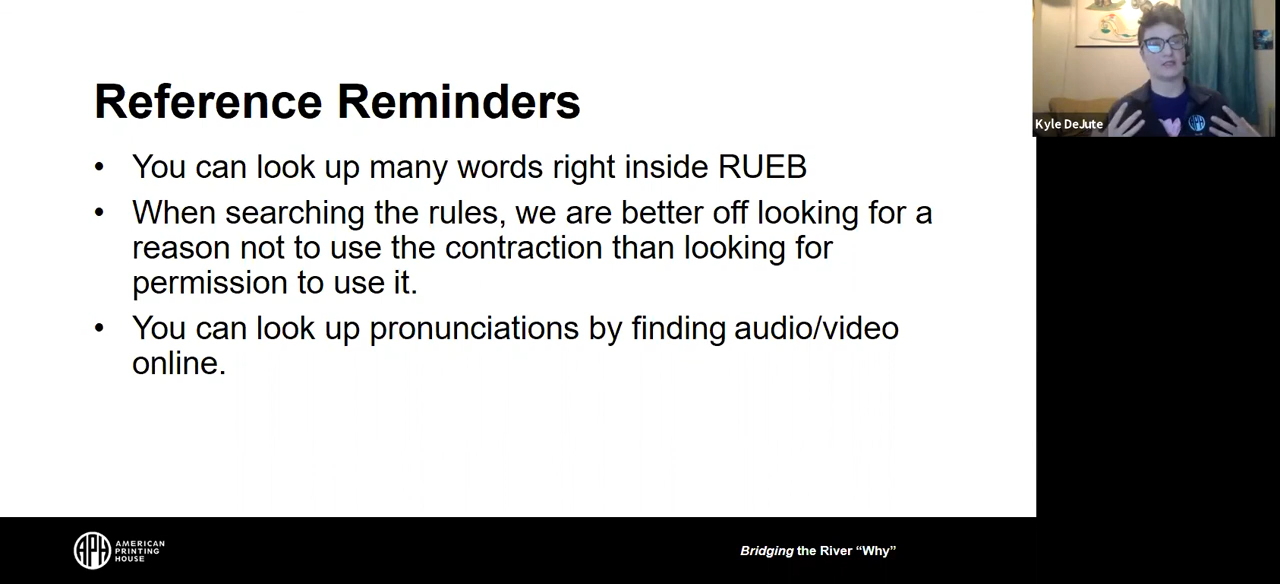 Reference Reminders
• You can look up many words right inside RUEB
• When searching the rules, we are better off looking for a
reason not to use the contraction than looking for
permission to use it.
• You can look up pronunciations by finding audio/video
online.
Kyle DeJute
APH
APH
AMERICAN
PRINTING
HOUSE
Bridging the River “Why”